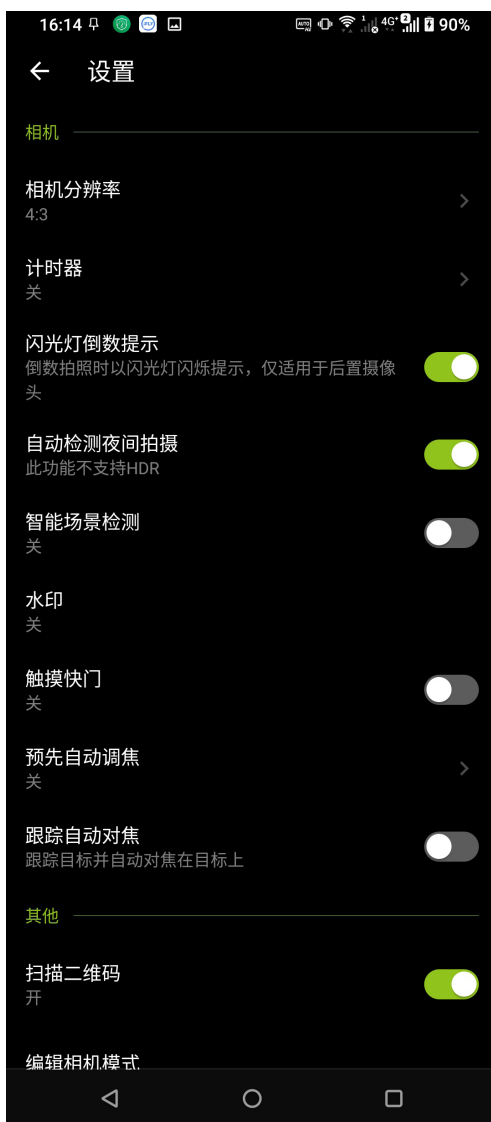 16:14 4G+ 90%
设置
相机
相机分辨率
4:3
计时器
关
闪光灯倒数提示
倒数拍照时以闪光灯闪烁提示，仅适用于后置摄像
头
自动检测夜间拍摄
此功能不支持HDR
智能场景检测
关
水印
关
触摸快门
关
预先自动调焦
关
跟踪自动对焦
跟踪目标并自动对焦在目标上
其他
扫描二维码
开
编辑相机模式